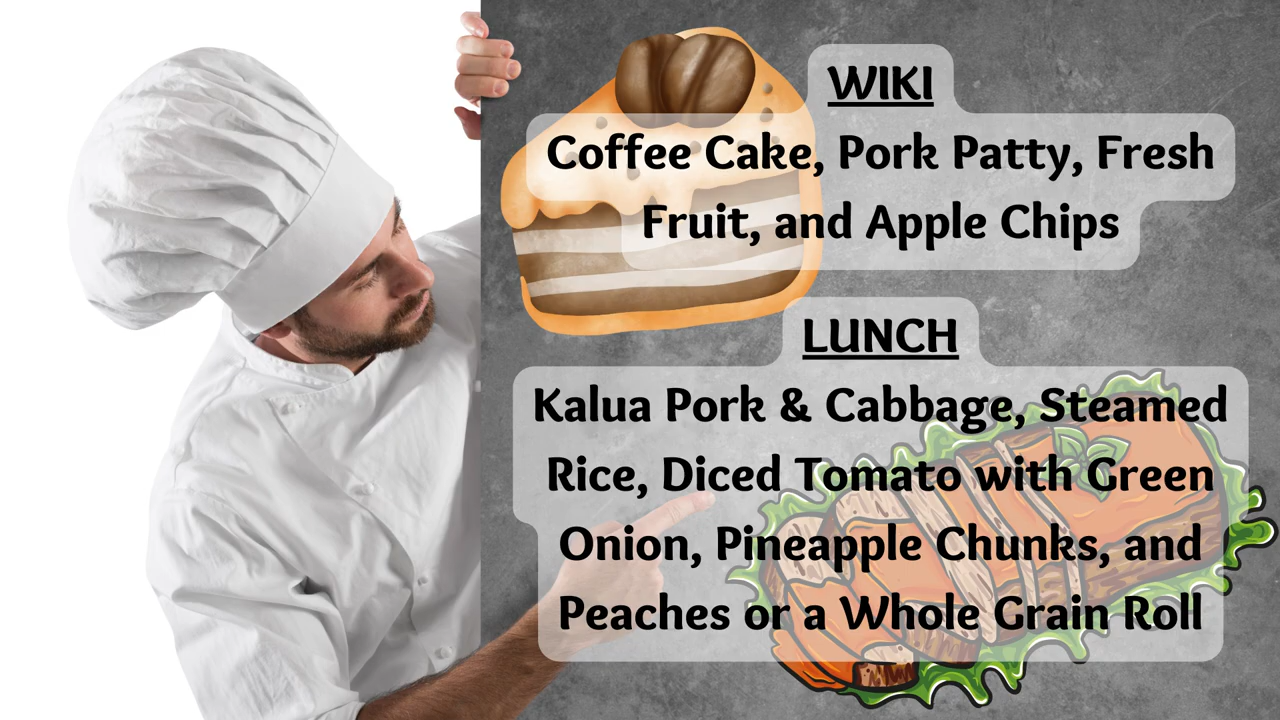 WIKI
Coffee Cake, Pork Patty, Fresh
Fruit, and Apple Chips
LUNCH
Kalua Pork & Cabbage, Steamed
Rice, Diced Tomato with Green
Onion, Pineapple Chunks, and
Peaches or a Whole Grain Roll